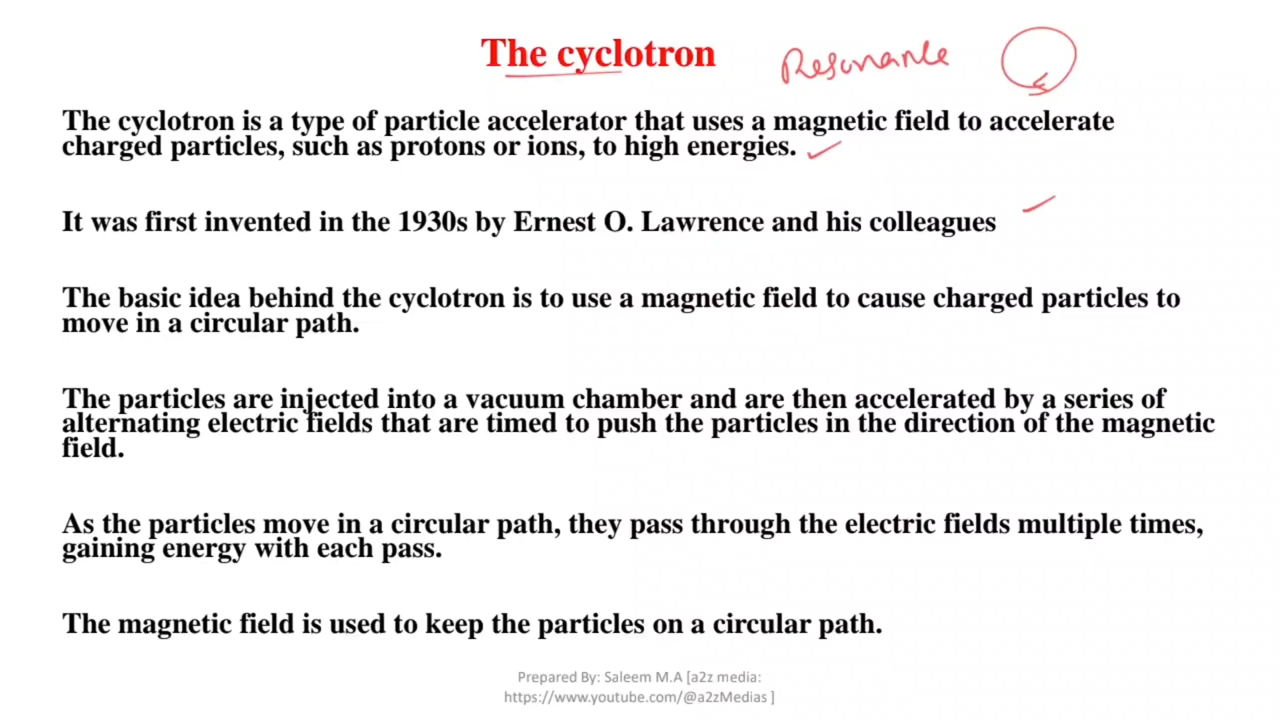 The cyclotron Resonance
The cyclotron is a type of particle accelerator that uses a magnetic field to accelerate
charged particles, such as protons or ions, to high energies.
It was first invented in the 1930s by Ernest O. Lawrence and his colleagues
The basic idea behind the cyclotron is to use a magnetic field to cause charged particles to
move in a circular path.
The particles are injected into a vacuum chamber and are then accelerated by a series of
alternating electric fields that are timed to push the particles in the direction of the magnetic
field.
As the particles move in a circular path, they pass through the electric fields multiple times,
gaining energy with each pass.
The magnetic field is used to keep the particles on a circular path.
Prepared By: Saleem M.A [a2z media:
https://www.youtube.com/@a2zMedias ]